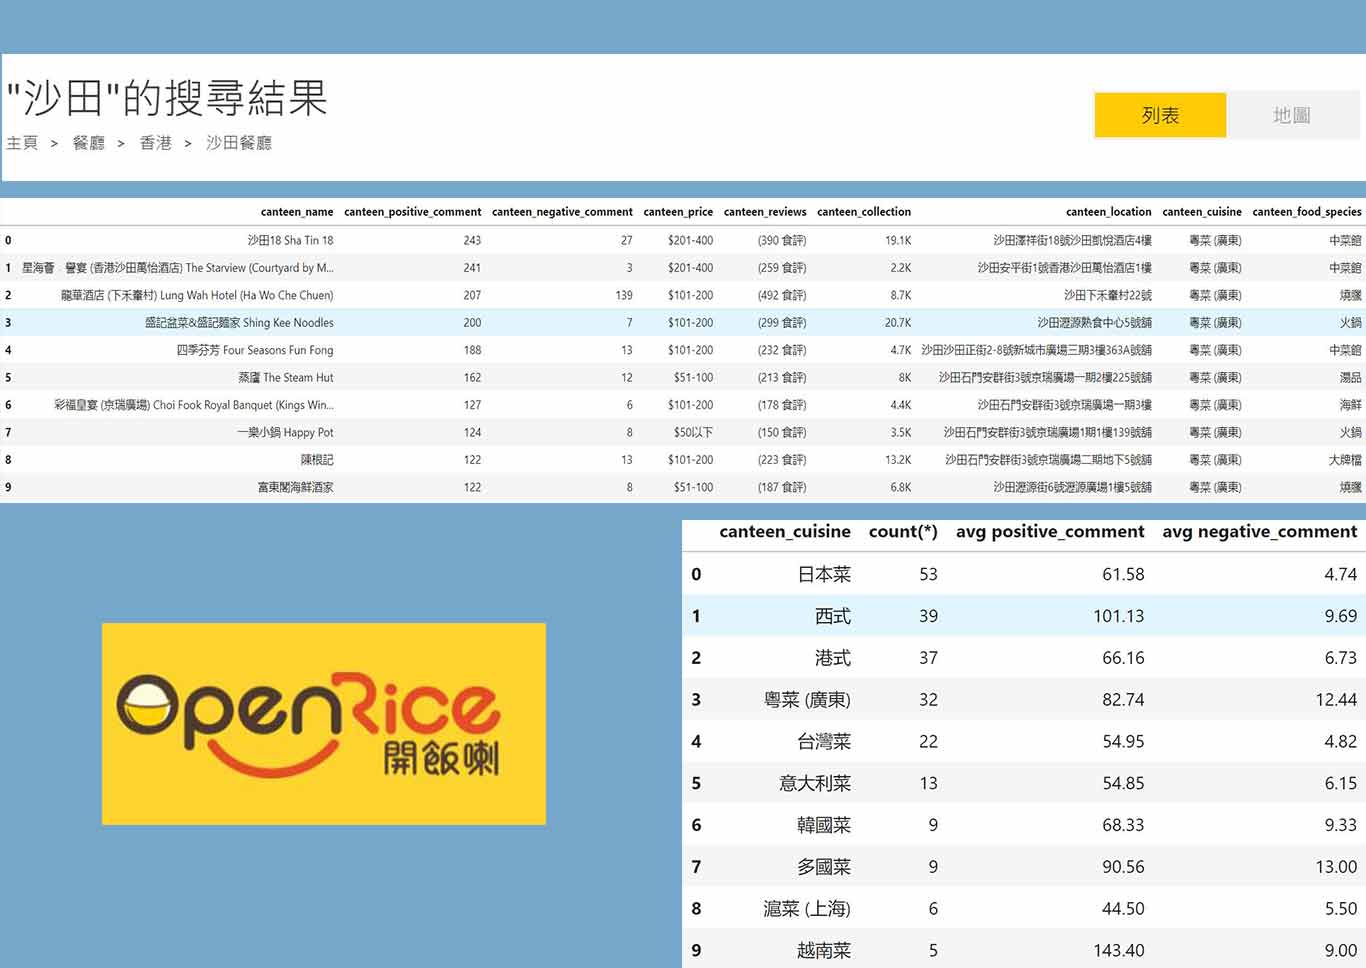 "沙田"的搜尋結果
主頁 > 餐廳 > 香港 > 沙田餐廳
列表 地圖
canteen_name canteen_positive_comment canteen_negative_comment canteen_price canteen_reviews canteen_collection canteen_location canteen_cuisine canteen_food_species
0 沙田18 Sha Tin 18 243 27 $201-400 (390 食評) 19.1K 沙田澤祥街18號沙田凱悅酒店4樓 粵菜 (廣東) 中菜館
1 星海薈．譽宴 (香港沙田萬怡酒店) The Starview (Courtyard by M... 241 3 $201-400 (259 食評) 2.2K 沙田安平街1號香港沙田萬怡酒店1樓 粵菜 (廣東) 中菜館
2 龍華酒店 (下禾輋村) Lung Wah Hotel (Ha Wo Che Chuen) 207 139 $101-200 (492 食評) 8.7K 沙田下禾輋村22號 粵菜 (廣東) 燒臘
3 盛記盆菜&盛記麵家 Shing Kee Noodles 200 7 $101-200 (299 食評) 20.7K 沙田瀝源熟食中心5號舖 粵菜 (廣東) 火鍋
4 四季芬芳 Four Seasons Fun Fong 188 13 $101-200 (232 食評) 4.7K 沙田沙田正街2-8號新城市廣場三期3樓363A號舖 粵菜 (廣東) 中菜館
5 蒸廬 The Steam Hut 162 12 $51-100 (213 食評) 8K 沙田石門安群街3號京瑞廣場一期2樓225號舖 粵菜 (廣東) 湯品
6 彩福皇宴 (京瑞廣場) Choi Fook Royal Banquet (Kings Win... 127 6 $101-200 (178 食評) 4.4K 沙田石門安群街3號京瑞廣場一期3樓 粵菜 (廣東) 海鮮
7 一樂小鍋 Happy Pot 124 8 $50以下 (150 食評) 3.5K 沙田石門安群街3號京瑞廣場1期1樓139號舖 粵菜 (廣東) 火鍋
8 陳根記 122 13 $101-200 (223 食評) 13.2K 沙田石門安群街3號京瑞廣場二期地下5號舖 粵菜 (廣東) 大牌檔
9 富東閣海鮮酒家 122 8 $51-100 (187 食評) 6.8K 沙田瀝源街6號瀝源廣場1樓5號舖 粵菜 (廣東) 燒臘
OpenRice
開飯喇
canteen_cuisine count(*) avg positive_comment avg negative_comment
0 日本菜 53 61.58 4.74
1 西式 39 101.13 9.69
2 港式 37 66.16 6.73
3 粵菜 (廣東) 32 82.74 12.44
4 台灣菜 22 54.95 4.82
5 意大利菜 13 54.85 6.15
6 韓國菜 9 68.33 9.33
7 多國菜 9 90.56 13.00
8 滬菜 (上海) 6 44.50 5.50
9 越南菜 5 143.40 9.00